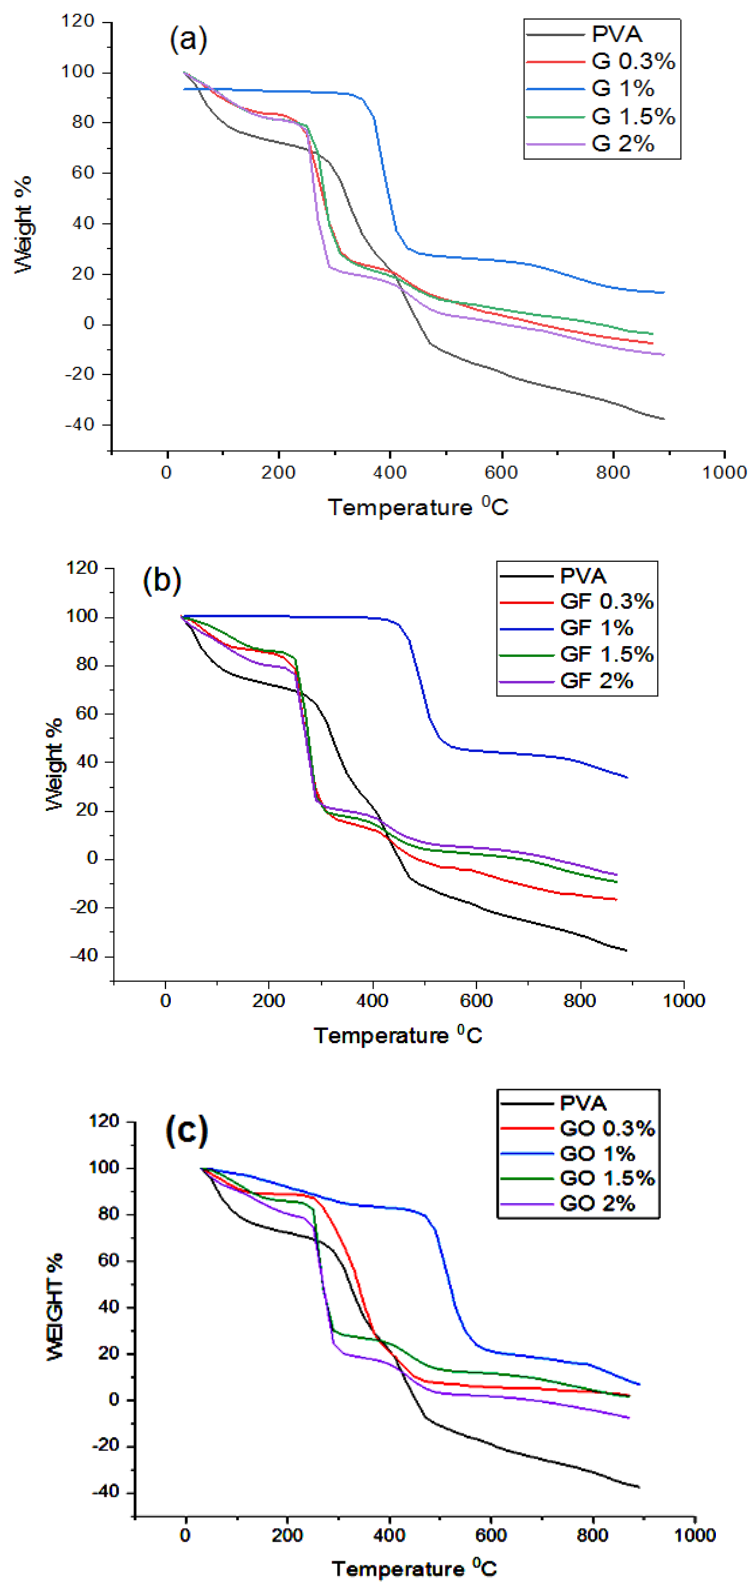 (a)
PVA
G 0.3%
G 1%
G 1.5%
G 2%
120
100
80
60
40
20
0
-20
-40
Weight %
0 200 400 600 800 1000
Temperature ⁰C
(b)
PVA
GF 0.3%
GF 1%
GF 1.5%
GF 2%
120
100
80
60
40
20
0
-20
-40
Weight %
0 200 400 600 800 1000
Temperature ⁰C
(c)
PVA
GO 0.3%
GO 1%
GO 1.5%
GO 2%
120
100
80
60
40
20
0
-20
-40
WEIGHT %
0 200 400 600 800 1000
Temperature ⁰C